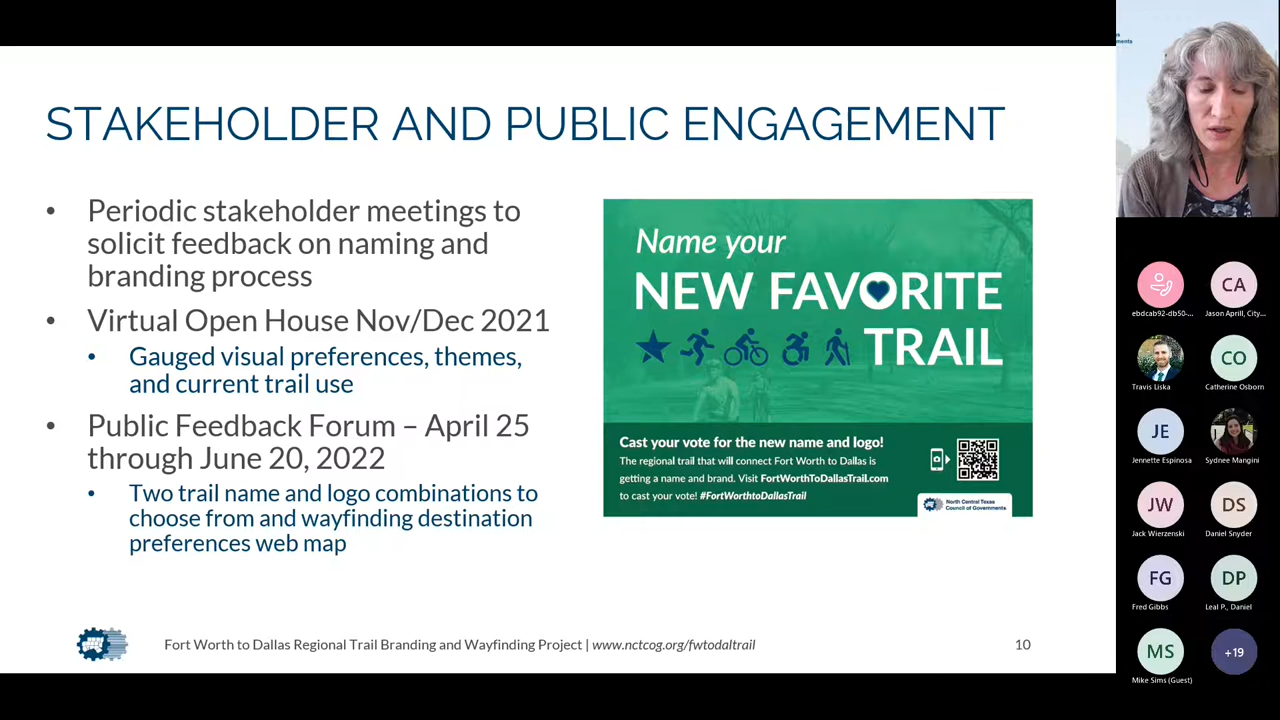 STAKEHOLDER AND PUBLIC ENGAGEMENT
• Periodic stakeholder meetings to
solicit feedback on naming and
branding process
• Virtual Open House Nov/Dec 2021
• Gauged visual preferences, themes,
and current trail use
• Public Feedback Forum – April 25
through June 20, 2022
• Two trail name and logo combinations to
choose from and wayfinding destination
preferences web map
Name your
NEW FAVORITE
TRAIL
Cast your vote for the new name and logo!
The regional trail that will connect Fort Worth to Dallas is
getting a name and brand. Visit FortWorthToDallasTrail.com
to cast your vote! #FortWorthtoDallasTrail
North Central Texas
Council of Governments
Fort Worth to Dallas Regional Trail Branding and Wayfinding Project | www.nctcog.org/fwtodaltrail
10
ments
ebdcab92-db50-...
CA
Jason Aprill, City...
Travis Liska
CO
Catherine Osborn
JE
Jennette Espinosa
Sydnee Mangini
JW
Jack Wierzenski
DS
Daniel Snyder
FG
Fred Gibbs
DP
Leal P., Daniel
MS
Mike Sims (Guest)
+19